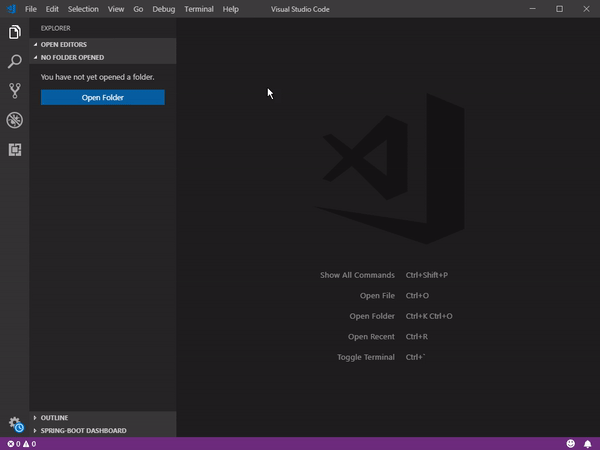 File Edit Selection View Go Debug Terminal Help Visual Studio Code
EXPLORER
OPEN EDITORS
NO FOLDER OPENED
You have not yet opened a folder.
Open Folder
Show All Commands Ctrl+Shift+P
Open File Ctrl+O
Open Folder Ctrl+K Ctrl+O
Open Recent Ctrl+R
Toggle Terminal Ctrl+`
OUTLINE
SPRING-BOOT DASHBOARD
0 0